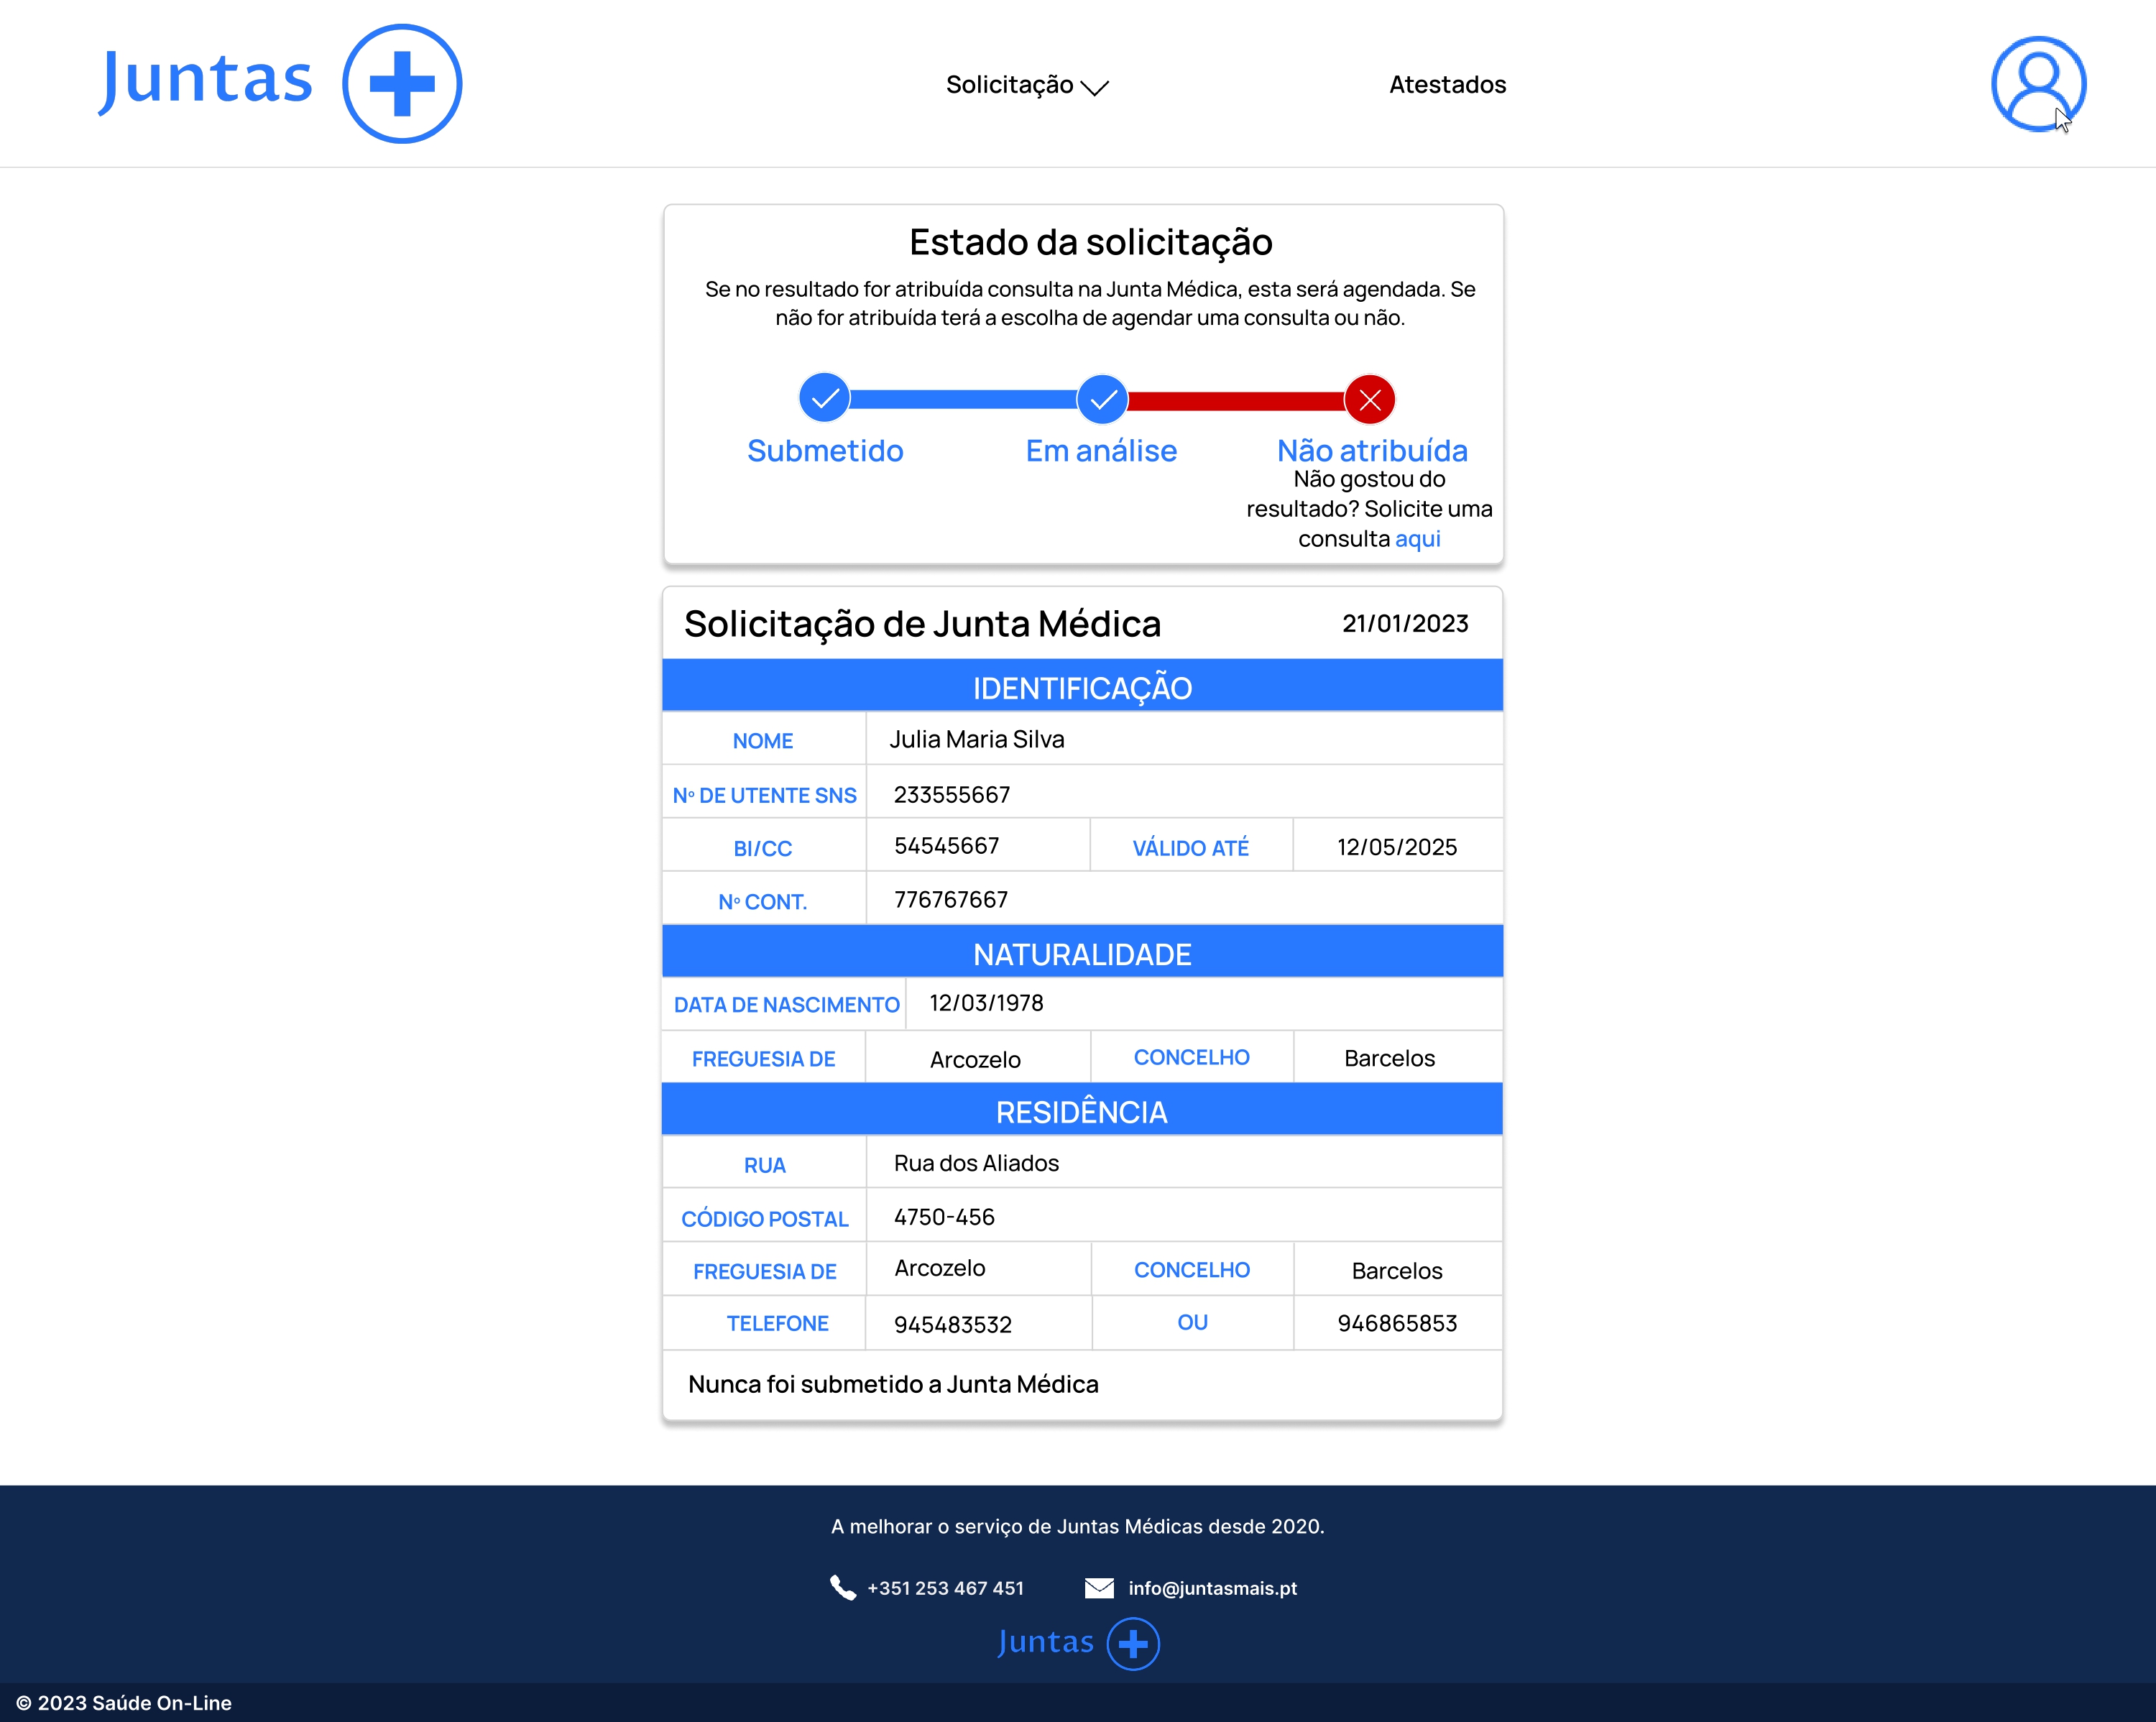 Juntas
Solicitação
Atestados
Estado da solicitação
Se no resultado for atribuída consulta na Junta Médica, esta será agendada. Se
não for atribuída terá a escolha de agendar uma consulta ou não.
Submetido
Em análise
Não atribuída
Não gostou do
resultado? Solicite uma
consulta aqui
Solicitação de Junta Médica
21/01/2023
IDENTIFICAÇÃO
NOME
Julia Maria Silva
Nº DE UTENTE SNS
233555667
BI/CC
54545667
VÁLIDO ATÉ
12/05/2025
Nº CONT.
776767667
NATURALIDADE
DATA DE NASCIMENTO
12/03/1978
FREGUESIA DE
Arcozelo
CONCELHO
Barcelos
RESIDÊNCIA
RUA
Rua dos Aliados
CÓDIGO POSTAL
4750-456
FREGUESIA DE
Arcozelo
CONCELHO
Barcelos
TELEFONE
945483532
OU
946865853
Nunca foi submetido a Junta Médica
A melhorar o serviço de Juntas Médicas desde 2020.
+351 253 467 451
info@juntasmais.pt
Juntas
© 2023 Saúde On-Line